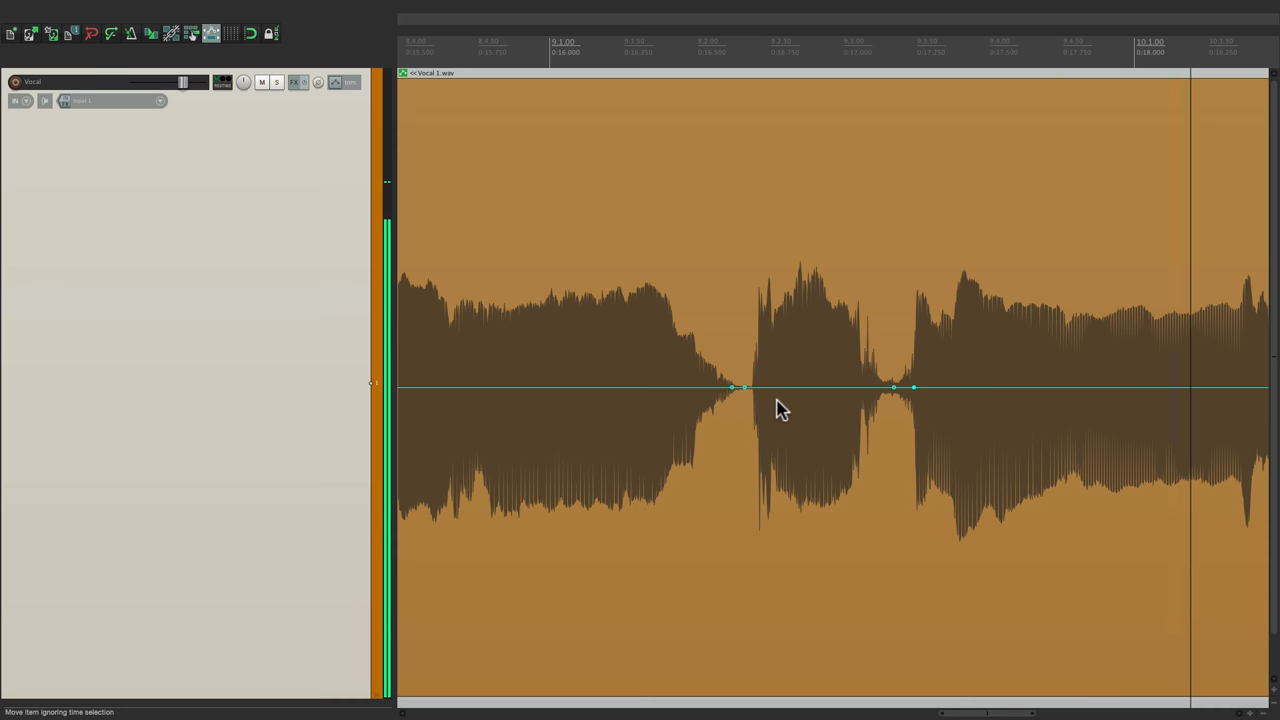 8.4.00 8.4.50 9.1.00 9.1.50 9.2.00 9.2.50 9.3.00 9.3.50 9.4.00 9.4.50 10.1.00 10.1.50
0:15.500 0:15.750 0:16.000 0:16.250 0:16.500 0:16.750 0:17.000 0:17.250 0:17.500 0:17.750 0:18.000 0:18.250
<<Vocal 1.wav
Vocal M S FX trim
IN Input 1
1
Move item ignoring time selection